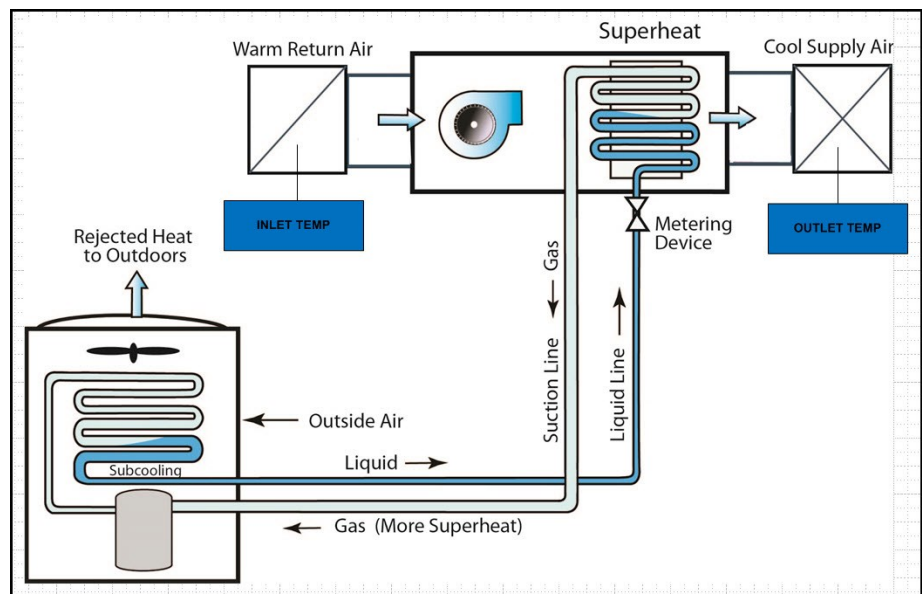 Superheat
Warm Return Air
Cool Supply Air
INLET TEMP
Metering
Device
OUTLET TEMP
Rejected Heat
to Outdoors
Gas
Suction Line
Liquid Line
Outside Air
Liquid
Subcooling
Gas (More Superheat)